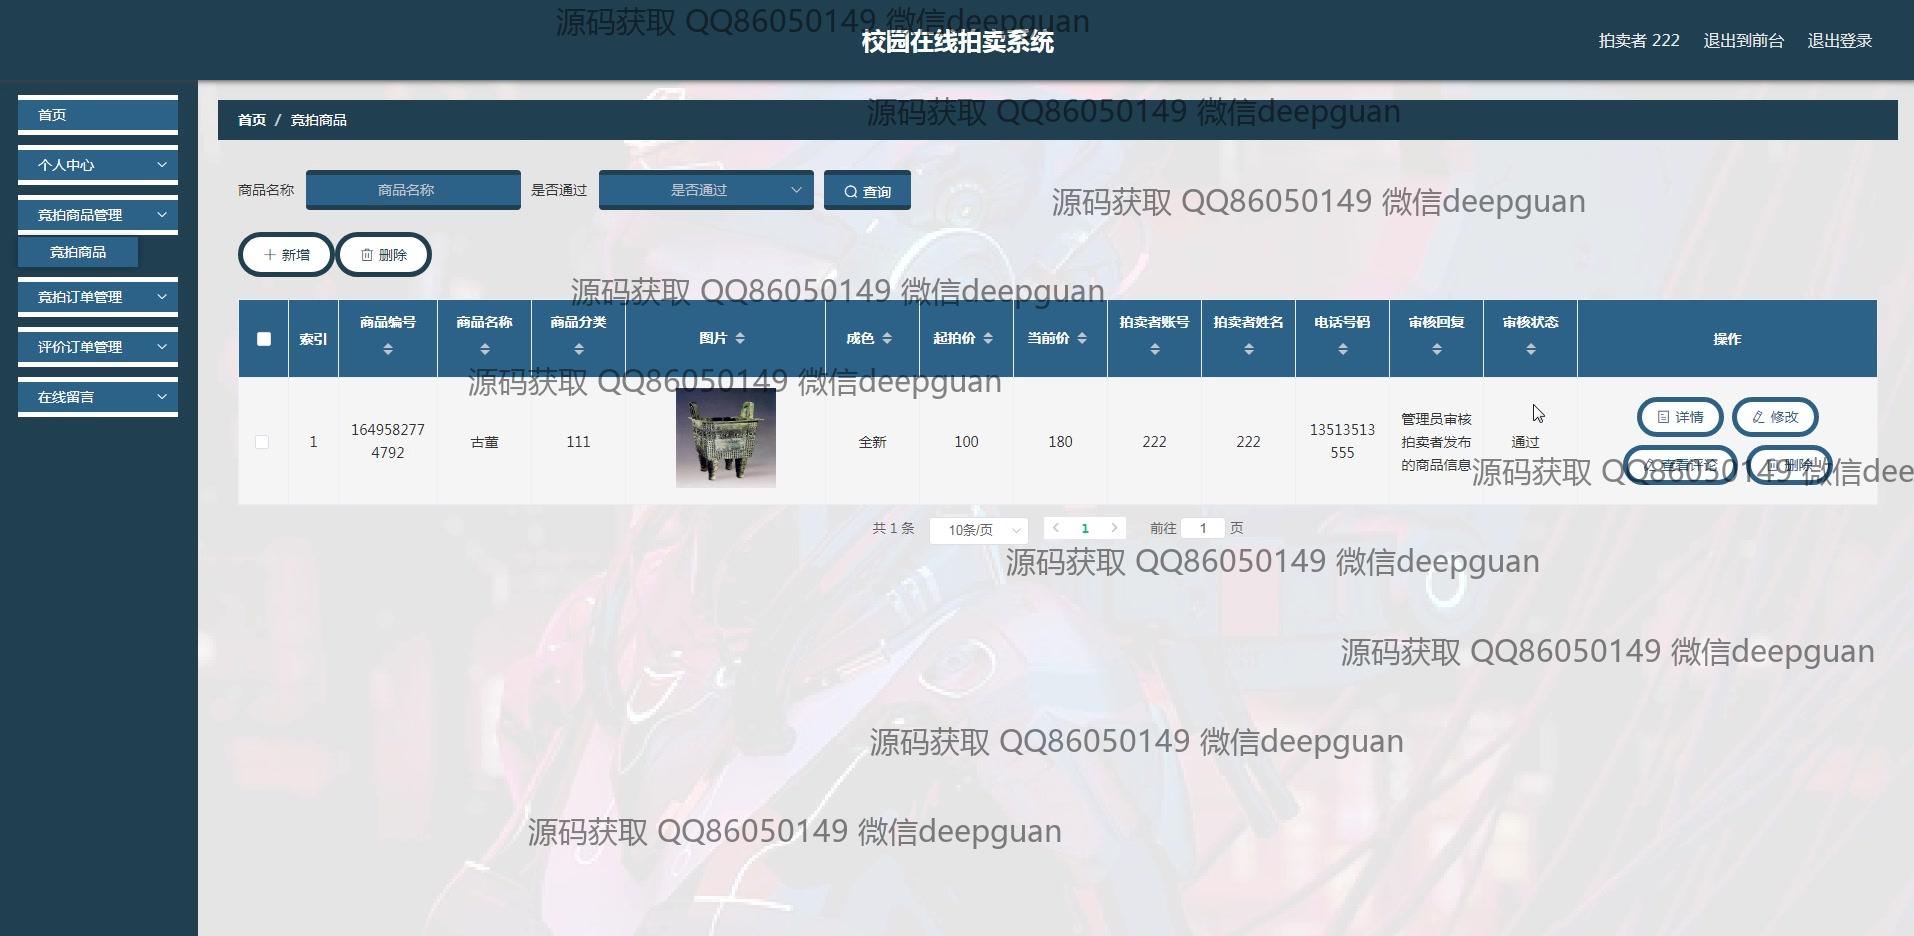 源码获取 QQ86050149 微信deepguan
校园在线拍卖系统
拍卖者 222 退出到前台 退出登录
首页
个人中心
竞拍商品管理
竞拍商品
竞拍订单管理
评价订单管理
在线留言
首页 / 竞拍商品
源码获取 QQ86050149 微信deepguan
商品名称 商品名称 是否通过 是否通过 查询
源码获取 QQ86050149 微信deepguan
新增 删除
源码获取 QQ86050149 微信deepguan
索引 商品编号 商品名称 商品分类 图片 成色 起拍价 当前价 拍卖者账号 拍卖者姓名 电话号码 审核回复 审核状态 操作
源码获取 QQ86050149 微信deepguan
1 164958277 古董 111 全新 100 180 222 222 13513513 管理员审核 通过 详情 修改
4792 555 拍卖者发布
的商品信息 查看评论 删除
源码获取 QQ86050149 微信dee
共 1 条 10条/页 1 前往 1 页
源码获取 QQ86050149 微信deepguan
源码获取 QQ86050149 微信deepguan
源码获取 QQ86050149 微信deepguan
源码获取 QQ86050149 微信deepguan